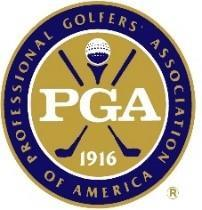 PROFESSIONAL GOLFERS' ASSOCIATION
OF AMERICA
PGA
1916
®